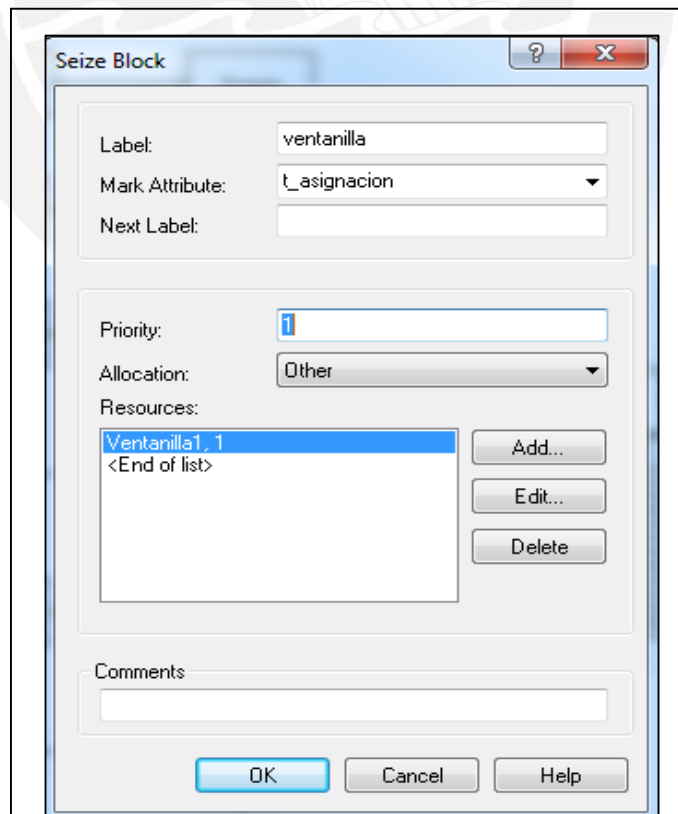 Seize Block
Label: ventanilla
Mark Attribute: t_asignacion
Next Label:
Priority: 1
Allocation: Other
Resources:
Ventanilla1, 1
<End of list>
Add...
Edit...
Delete
Comments
OK Cancel Help